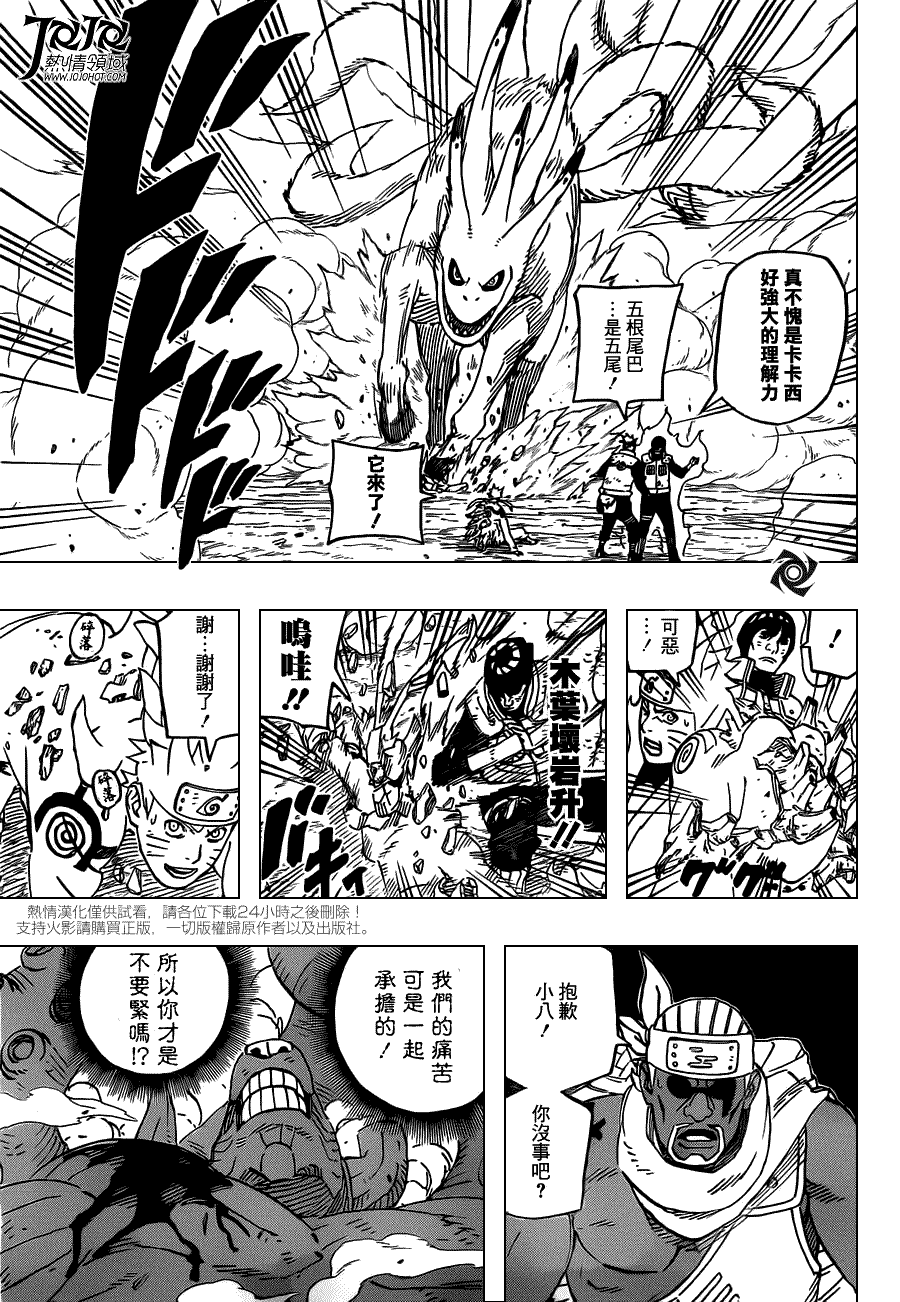 JOJO
熱情領域
WWW.JOJOHOT.COM
真不愧是卡卡西
好強大的理解力
五根尾巴
…是五尾！
它來了！
ドドドド
！
可惡
…！
グググ
木葉壞岩升!!
嗚哇!!
謝…謝謝了！
碎落
碎落
熱情漢化僅供試看，請各位下載24小時之後刪除！
支持火影請購買正版，一切版權歸原作者以及出版社。
抱歉
小八！
你沒事吧？
我們的痛苦
可是一起
承擔的！
所以你才是
不要緊嗎!?